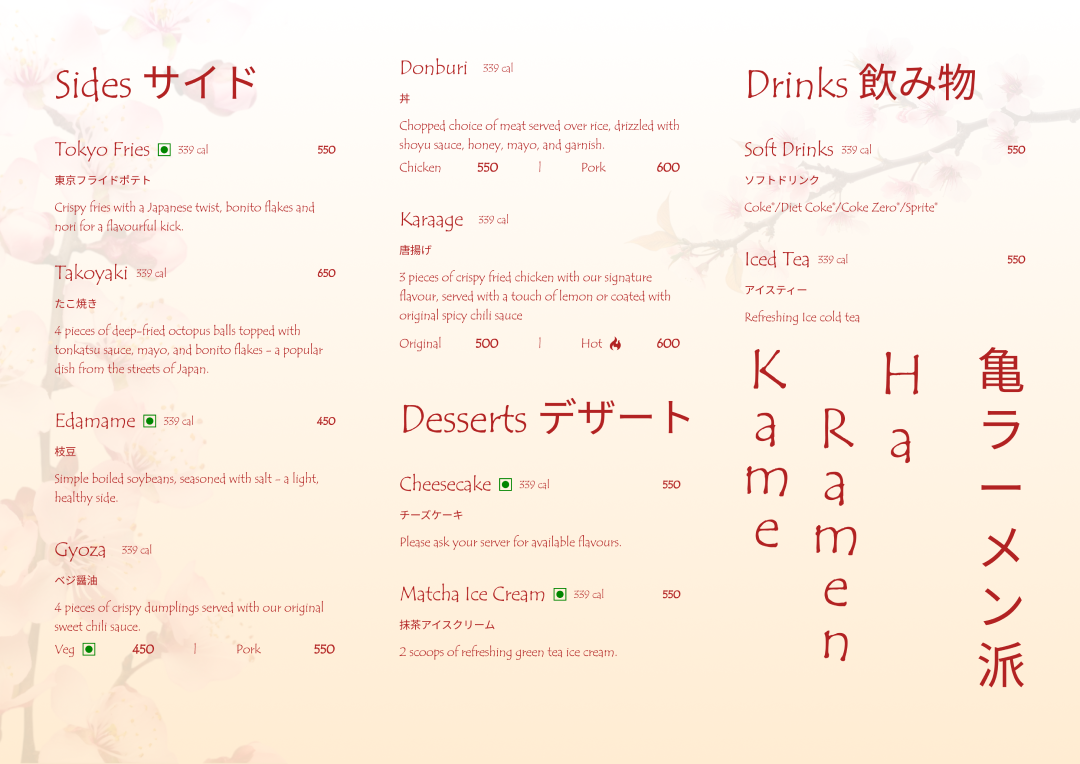 Sides サイド
Tokyo Fries 339 cal 550
東京フライドポテト
Crispy fries with a Japanese twist, bonito flakes and
nori for a flavourful kick.
Takoyaki 339 cal 650
たこ焼き
4 pieces of deep-fried octopus balls topped with
tonkatsu sauce, mayo, and bonito flakes - a popular
dish from the streets of Japan.
Edamame 339 cal 450
枝豆
Simple boiled soybeans, seasoned with salt - a light,
healthy side.
Gyoza 339 cal
ベジ醤油
4 pieces of crispy dumplings served with our original
sweet chili sauce.
Veg 450 | Pork 550
Donburi 339 cal
丼
Chopped choice of meat served over rice, drizzled with
shoyu sauce, honey, mayo, and garnish.
Chicken 550 | Pork 600
Karaage 339 cal
唐揚げ
3 pieces of crispy fried chicken with our signature
flavour, served with a touch of lemon or coated with
original spicy chili sauce
Original 500 | Hot 600
Desserts デザート
Cheesecake 339 cal 550
チーズケーキ
Please ask your server for available flavours.
Matcha Ice Cream 339 cal 550
抹茶アイスクリーム
2 scoops of refreshing green tea ice cream.
Drinks 飲み物
Soft Drinks 339 cal 550
ソフトドリンク
Coke*/Diet Coke*/Coke Zero*/Sprite*
Iced Tea 339 cal 550
アイスティー
Refreshing Ice cold tea
Kame
Ramen
Ha
亀ラーメン派